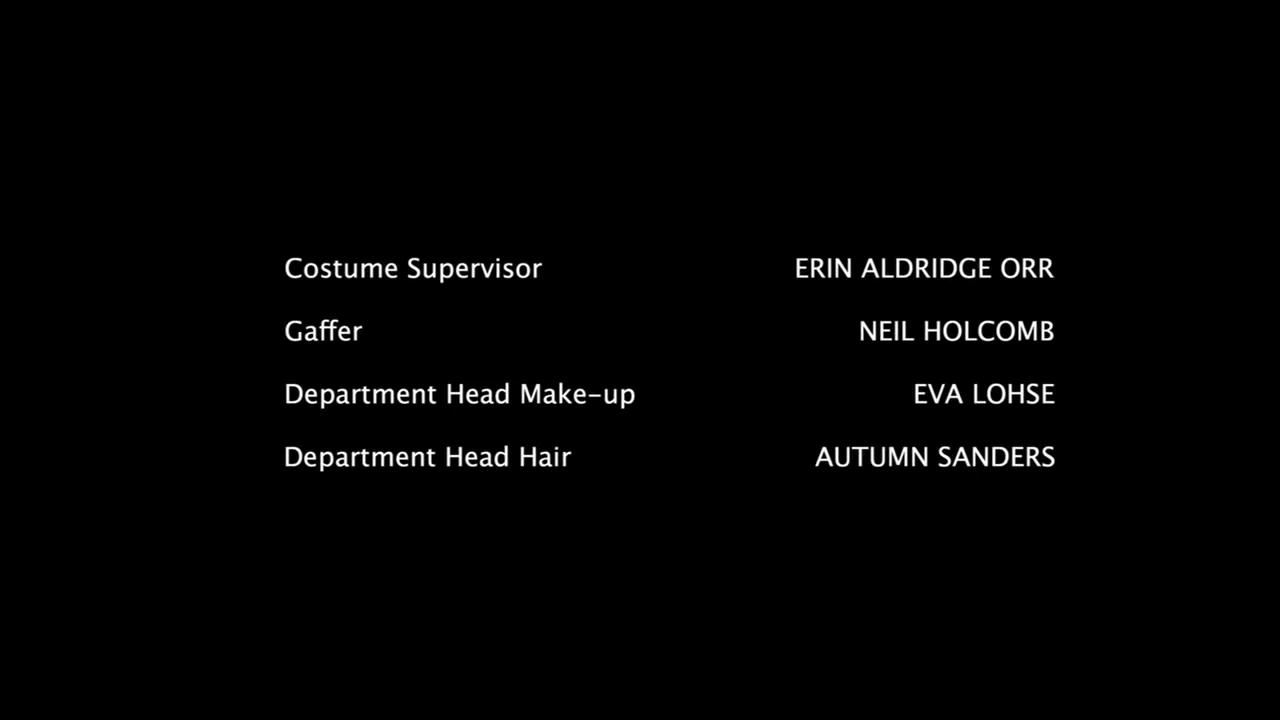 Costume Supervisor ERIN ALDRIDGE ORR
Gaffer NEIL HOLCOMB
Department Head Make-up EVA LOHSE
Department Head Hair AUTUMN SANDERS